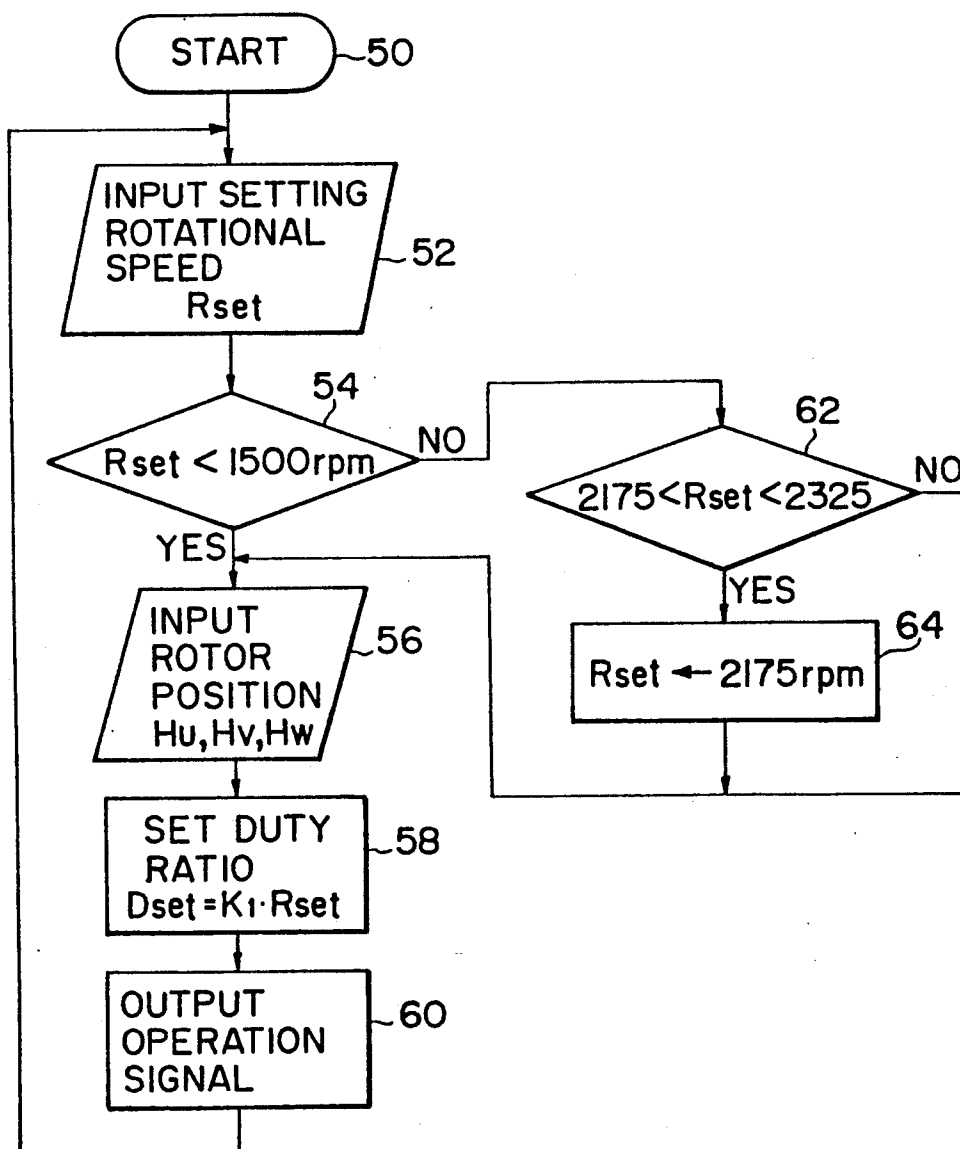 START
50
INPUT SETTING
ROTATIONAL
SPEED
Rset
52
54
Rset < 1500rpm
NO
YES
62
2175<Rset<2325
NO
YES
64
Rset ← 2175rpm
INPUT
ROTOR
POSITION
Hu, Hv, Hw
56
SET DUTY
RATIO
Dset=K1·Rset
58
OUTPUT
OPERATION
SIGNAL
60